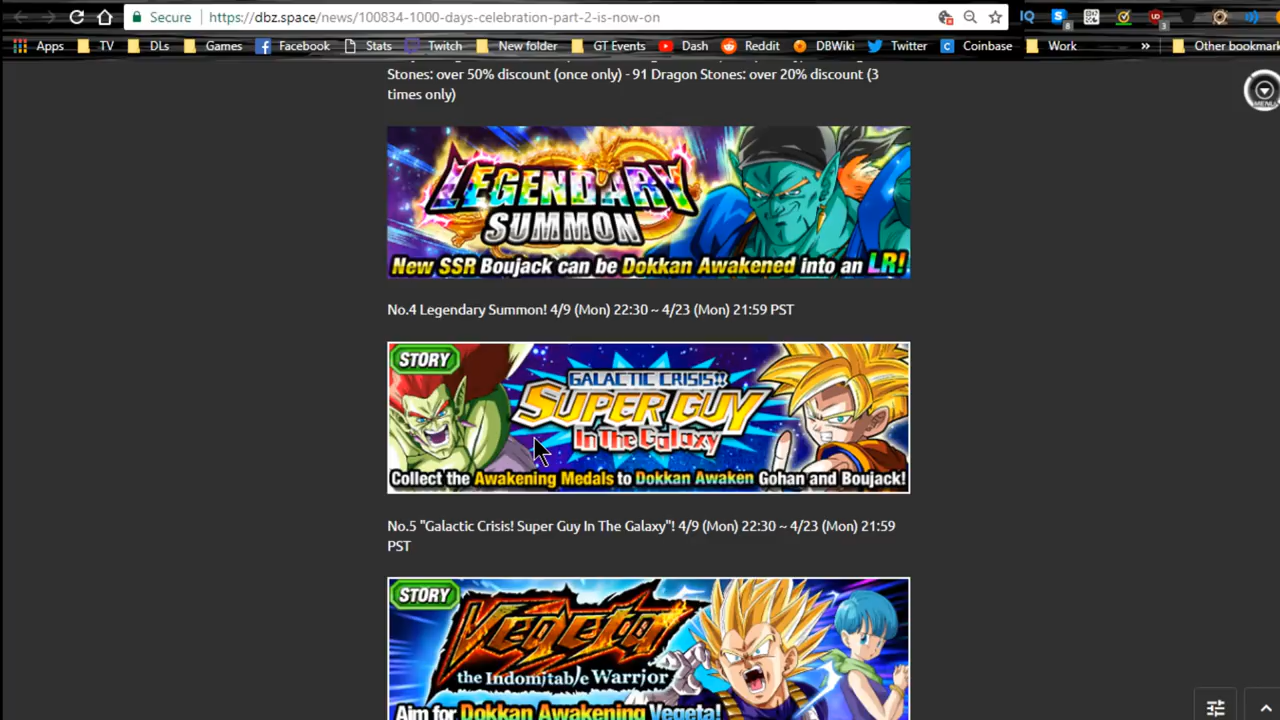 Secure https://dbz.space/news/100834-1000-days-celebration-part-2-is-now-on
IQ
8
UD
3
Apps TV DLs Games Facebook Stats Twitch New folder GT Events Dash Reddit DBWiki Twitter Coinbase Work » Other bookmark
Stones: over 50% discount (once only) - 91 Dragon Stones: over 20% discount (3
times only)
MENU
LEGENDARY
SUMMON
New SSR Boujack can be Dokkan Awakened into an LR!
No.4 Legendary Summon! 4/9 (Mon) 22:30 ~ 4/23 (Mon) 21:59 PST
STORY
GALACTIC CRISIS!!
SUPER GUY
In The Galaxy
Collect the Awakening Medals to Dokkan Awaken Gohan and Boujack!
No.5 "Galactic Crisis! Super Guy In The Galaxy"! 4/9 (Mon) 22:30 ~ 4/23 (Mon) 21:59
PST
STORY
Vegeta
the Indomitable Warrior
Aim for Dokkan Awakening Vegeta!